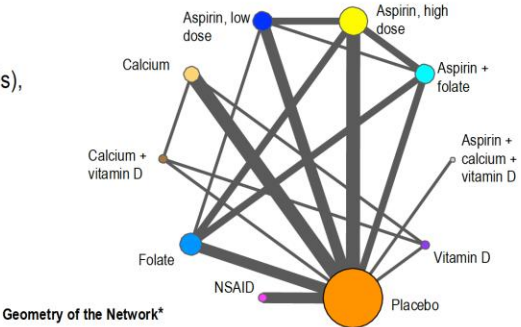 Aspirin, low
dose
Aspirin, high
dose
s),
Calcium
Aspirin +
folate
Calcium +
vitamin D
Aspirin +
calcium +
vitamin D
Folate
Vitamin D
NSAID
Placebo
Geometry of the Network*